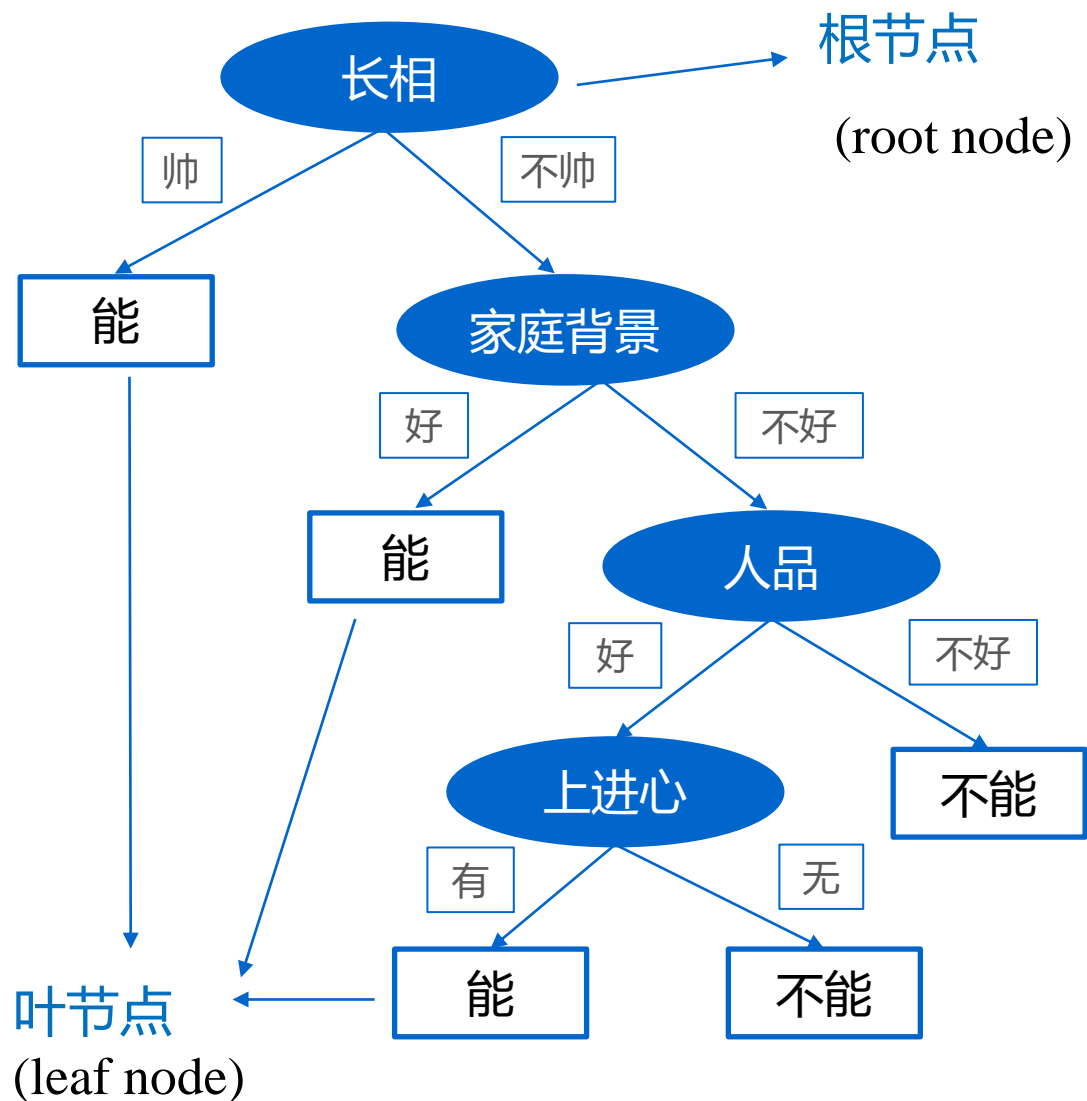 长相
根节点
(root node)
帅
不帅
能
家庭背景
好
不好
能
人品
好
不好
上进心
不能
有
无
能
不能
叶节点
(leaf node)